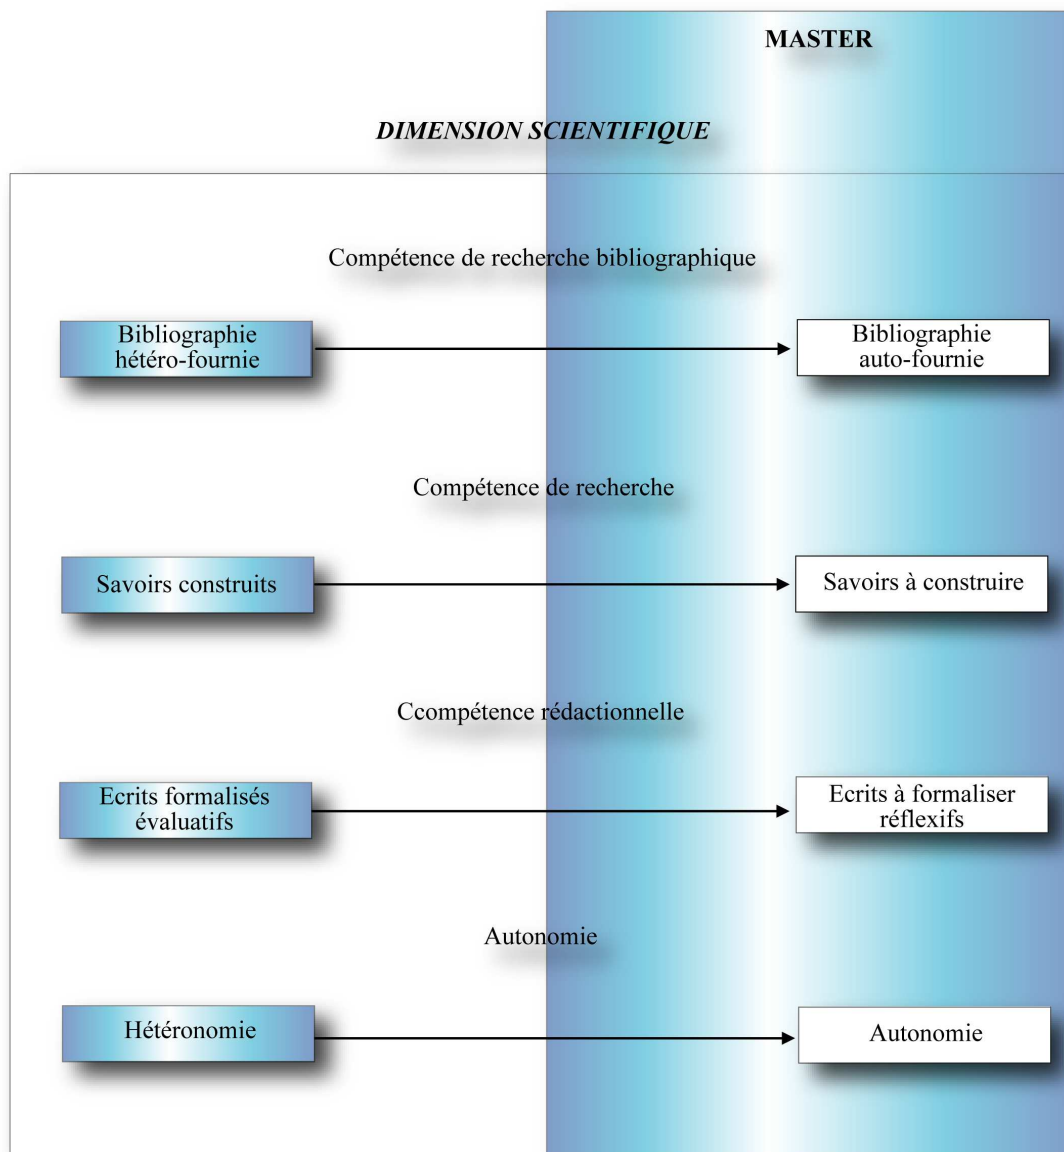 MASTER
DIMENSION SCIENTIFIQUE
Compétence de recherche bibliographique
Bibliographie
hétéro-fournie
Bibliographie
auto-fournie
Compétence de recherche
Savoirs construits
Savoirs à construire
Ccompétence rédactionnelle
Ecrits formalisés
évaluatifs
Ecrits à formaliser
réflexifs
Autonomie
Hétéronomie
Autonomie